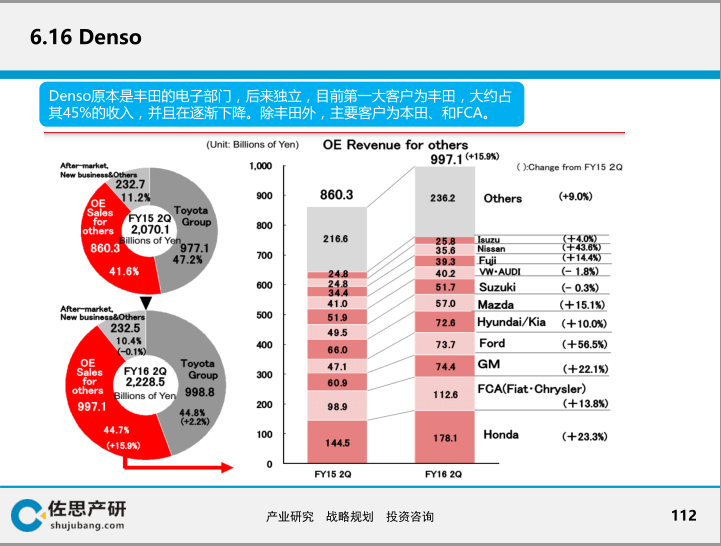 6.16 Denso
Denso原本是丰田的电子部门，后来独立，目前第一大客户为丰田，大约占
其45%的收入，并且在逐渐下降。除丰田外，主要客户为本田、和FCA。
(Unit: Billions of Yen)
OE Revenue for others
( ):Change from FY15 2Q
After-market,
New business&Others
232.7
11.2%
OE
Sales
for
others
860.3
41.6%
FY15 2Q
2,070.1
Billions of Yen
Toyota
Group
977.1
47.2%
After-market,
New business&Others
232.5
10.4%
(-0.1%)
OE
Sales
for
others
997.1
44.7%
(+15.9%)
FY16 2Q
2,228.5
Billions of Yen
Toyota
Group
998.8
44.8%
(+2.2%)
1,000
900
800
700
600
500
400
300
200
100
0
860.3
216.6
24.8
24.8
34.4
41.0
51.9
49.5
66.0
47.1
60.9
98.9
144.5
FY15 2Q
997.1 (+15.9%)
236.2
25.8
35.6
39.3
40.2
51.7
57.0
72.6
73.7
74.4
112.6
178.1
FY16 2Q
Others (+9.0%)
Isuzu (+4.0%)
Nissan (+43.6%)
Fuji (+14.4%)
VW·AUDI (- 1.8%)
Suzuki (- 0.3%)
Mazda (+15.1%)
Hyundai/Kia (+10.0%)
Ford (+56.5%)
GM (+22.1%)
FCA(Fiat·Chrysler)
(+13.8%)
Honda (+23.3%)
佐思产研
shujubang.com
产业研究 战略规划 投资咨询
112